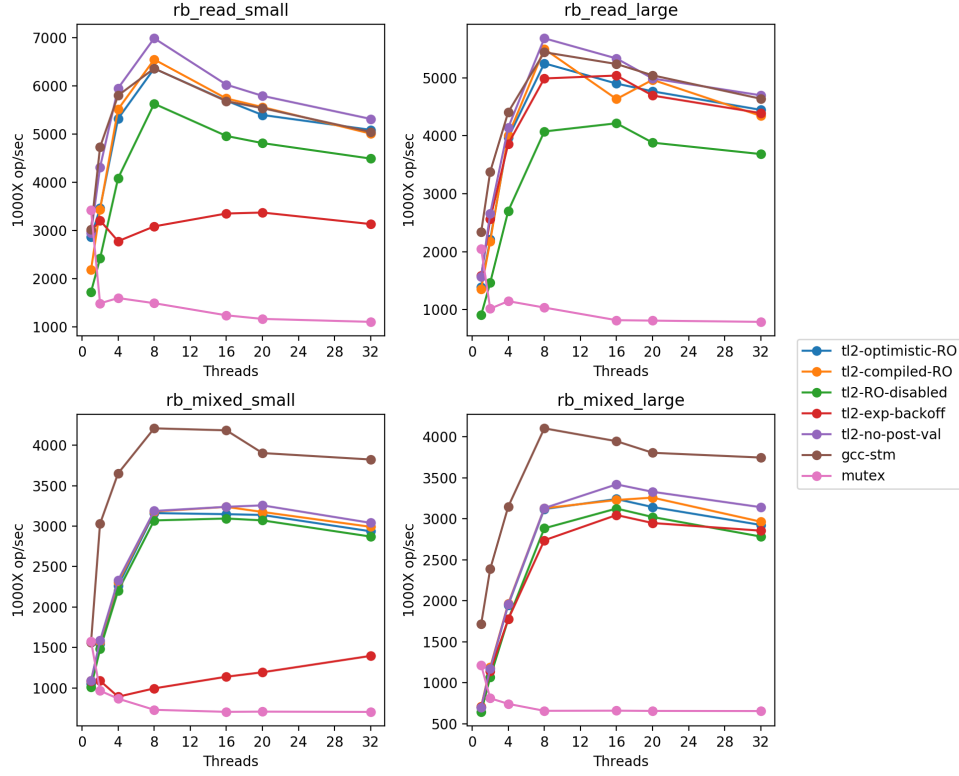 rb_read_small
1000X op/sec
7000
6000
5000
4000
3000
2000
1000
0 4 8 12 16 20 24 28 32
Threads
rb_read_large
1000X op/sec
5000
4000
3000
2000
1000
0 4 8 12 16 20 24 28 32
Threads
tl2-optimistic-RO
tl2-compiled-RO
tl2-RO-disabled
tl2-exp-backoff
tl2-no-post-val
gcc-stm
mutex
rb_mixed_small
1000X op/sec
4000
3500
3000
2500
2000
1500
1000
0 4 8 12 16 20 24 28 32
Threads
rb_mixed_large
1000X op/sec
4000
3500
3000
2500
2000
1500
1000
500
0 4 8 12 16 20 24 28 32
Threads